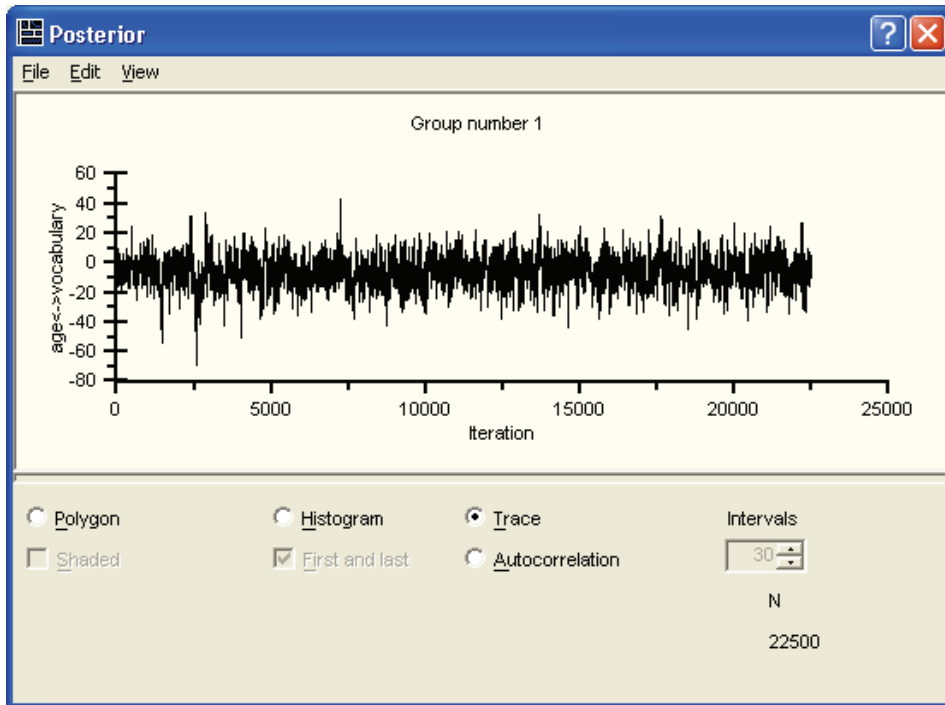 Posterior
File Edit View
Group number 1
60
40
20
0
-20
-40
-60
-80
age<->vocabulary
0 5000 10000 15000 20000 25000
Iteration
Polygon Histogram Trace Intervals
Shaded First and last Autocorrelation 30
N
22500